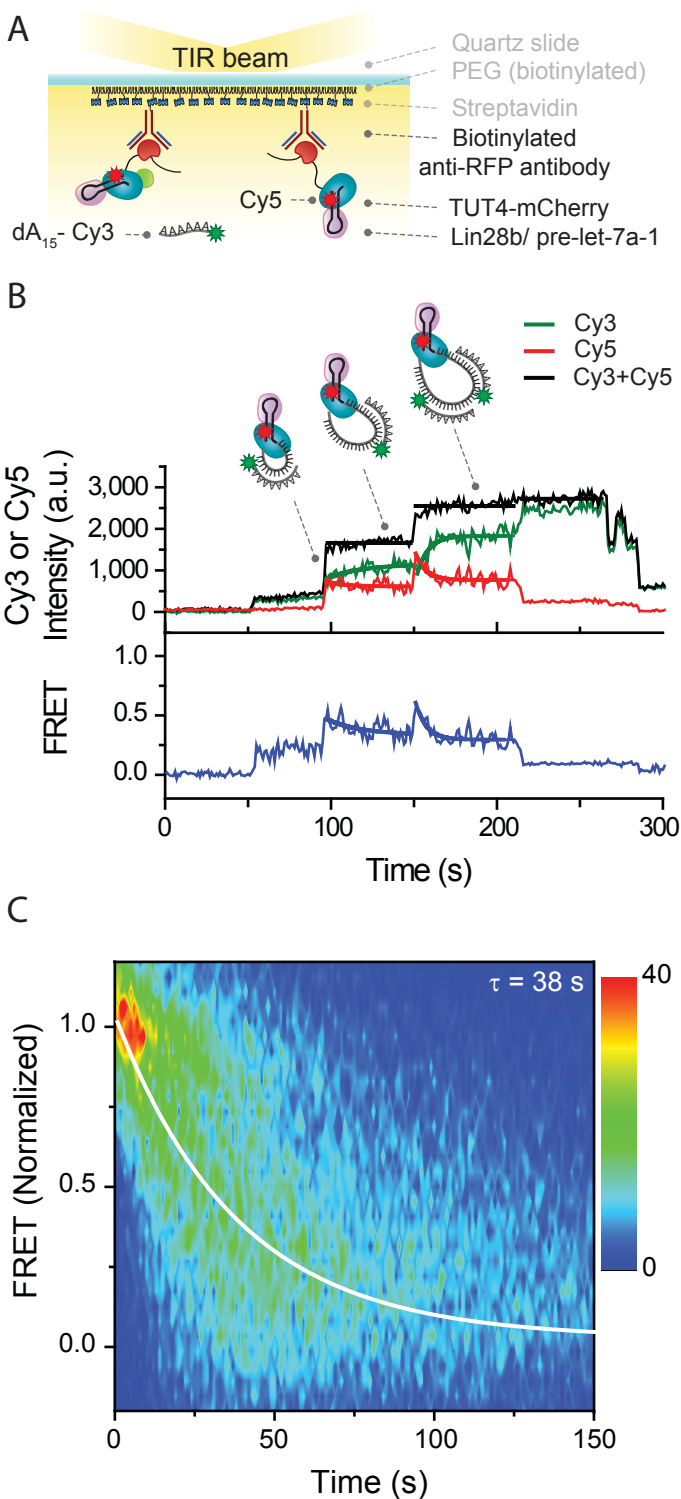 A
TIR beam
Quartz slide
PEG (biotinylated)
Streptavidin
Biotinylated
anti-RFP antibody
Cy5
TUT4-mCherry
dA15- Cy3
AAAAA
Lin28b/ pre-let-7a-1
B
Cy3
Cy5
Cy3+Cy5
Cy3 or Cy5
Intensity (a.u.)
3,000
2,000
1,000
0
FRET
1.0
0.5
0.0
0
100
200
300
Time (s)
C
τ = 38 s
40
0
FRET (Normalized)
1.0
0.5
0.0
0
50
100
150
Time (s)